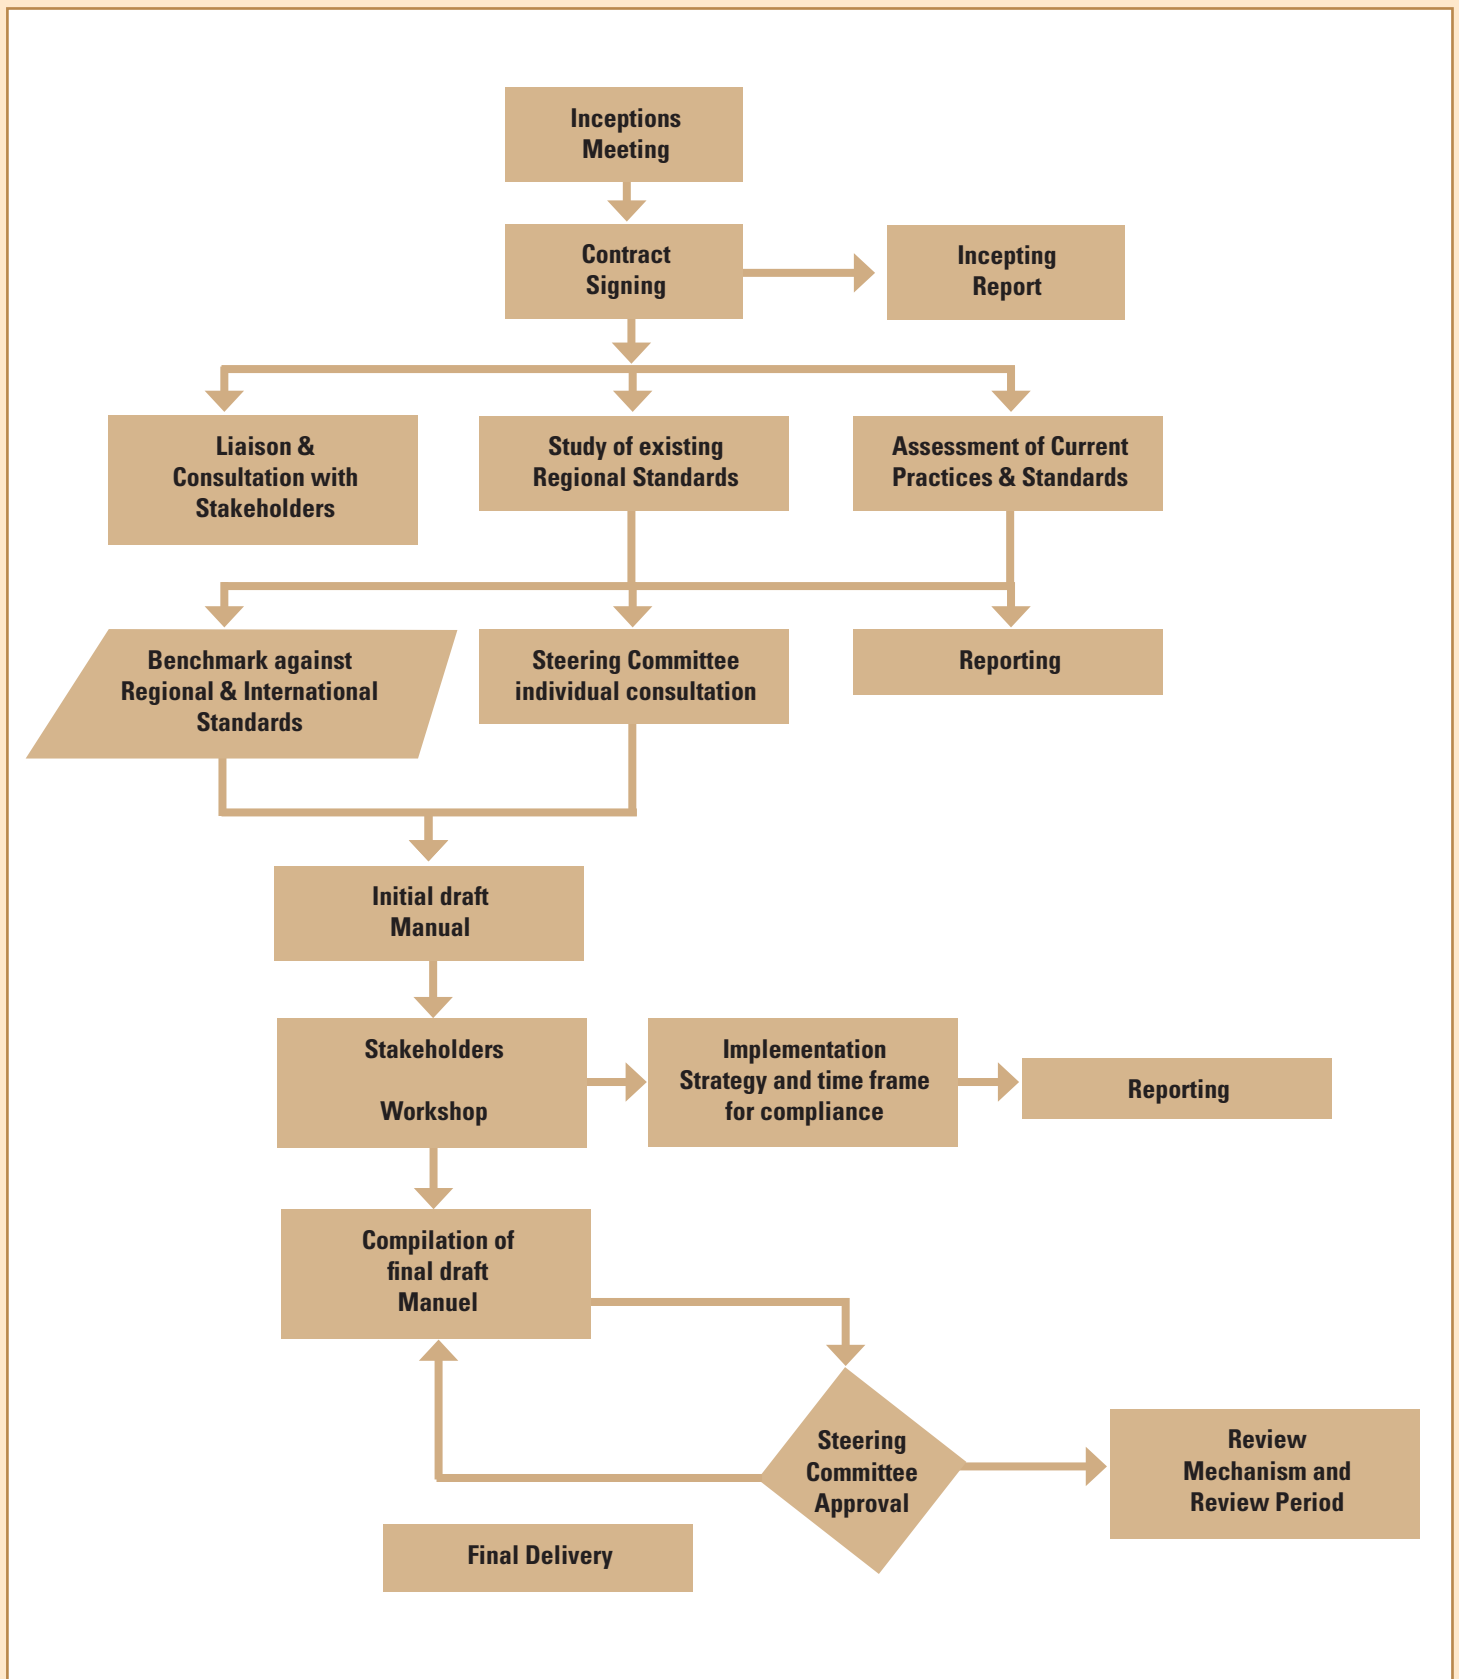 Inceptions
Meeting
Contract
Signing
Incepting
Report
Liaison &
Consultation with
Stakeholders
Study of existing
Regional Standards
Assessment of Current
Practices & Standards
Benchmark against
Regional & International
Standards
Steering Committee
individual consultation
Reporting
Initial draft
Manual
Stakeholders
Workshop
Implementation
Strategy and time frame
for compliance
Reporting
Compilation of
final draft
Manuel
Steering
Committee
Approval
Review
Mechanism and
Review Period
Final Delivery